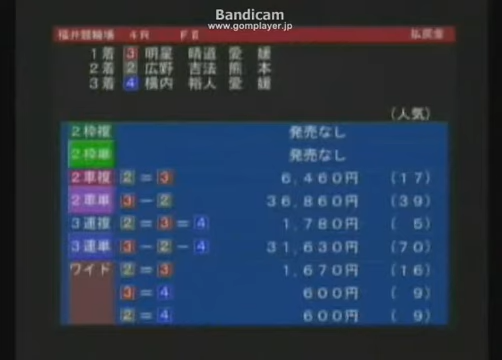 Bandicam
www.gomplayer.jp
福井競輪場 4R FⅡ 払戻金
1着 3 明星 晴道 愛媛
2着 2 広野 吉法 熊本
3着 4 横内 裕人 愛媛
(人気)
2枠複 発売なし
2枠単 発売なし
2車複 2=3 6,460円 (17)
2車単 3-2 36,860円 (39)
3連複 2=3=4 1,780円 ( 5)
3連単 3-2-4 31,630円 (70)
ワイド 2=3 1,670円 (16)
3=4 600円 ( 9)
2=4 600円 ( 9)